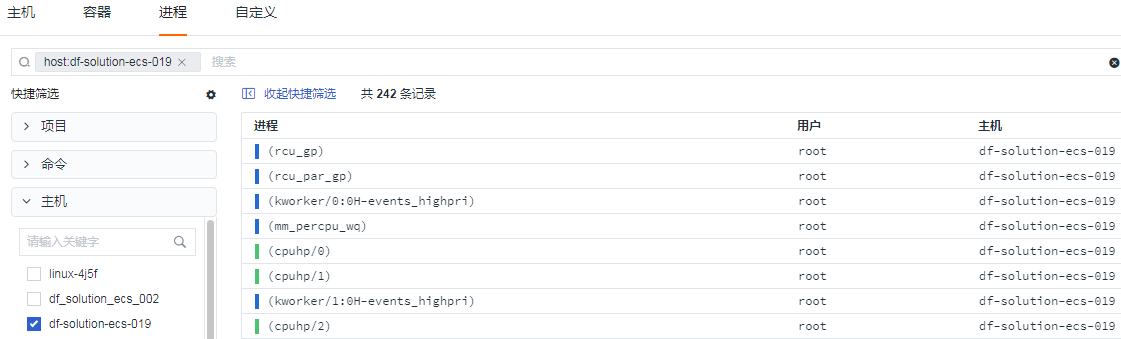 主机 容器 进程 自定义
host:df-solution-ecs-019 × 搜索
快捷筛选 收起快捷筛选 共 242 条记录
项目
命令
主机
请输入关键字
linux-4j5f
df_solution_ecs_002
df-solution-ecs-019
进程 用户 主机
(rcu_gp) root df-solution-ecs-019
(rcu_par_gp) root df-solution-ecs-019
(kworker/0:0H-events_highpri) root df-solution-ecs-019
(mm_percpu_wq) root df-solution-ecs-019
(cpuhp/0) root df-solution-ecs-019
(cpuhp/1) root df-solution-ecs-019
(kworker/1:0H-events_highpri) root df-solution-ecs-019
(cpuhp/2) root df-solution-ecs-019